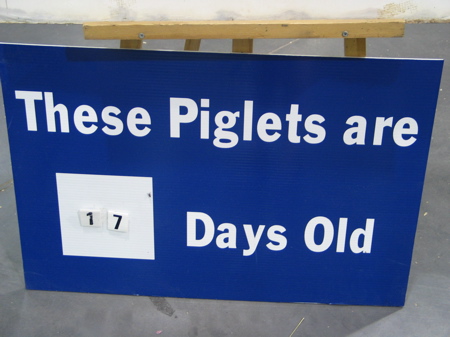 These Piglets are
17 Days Old